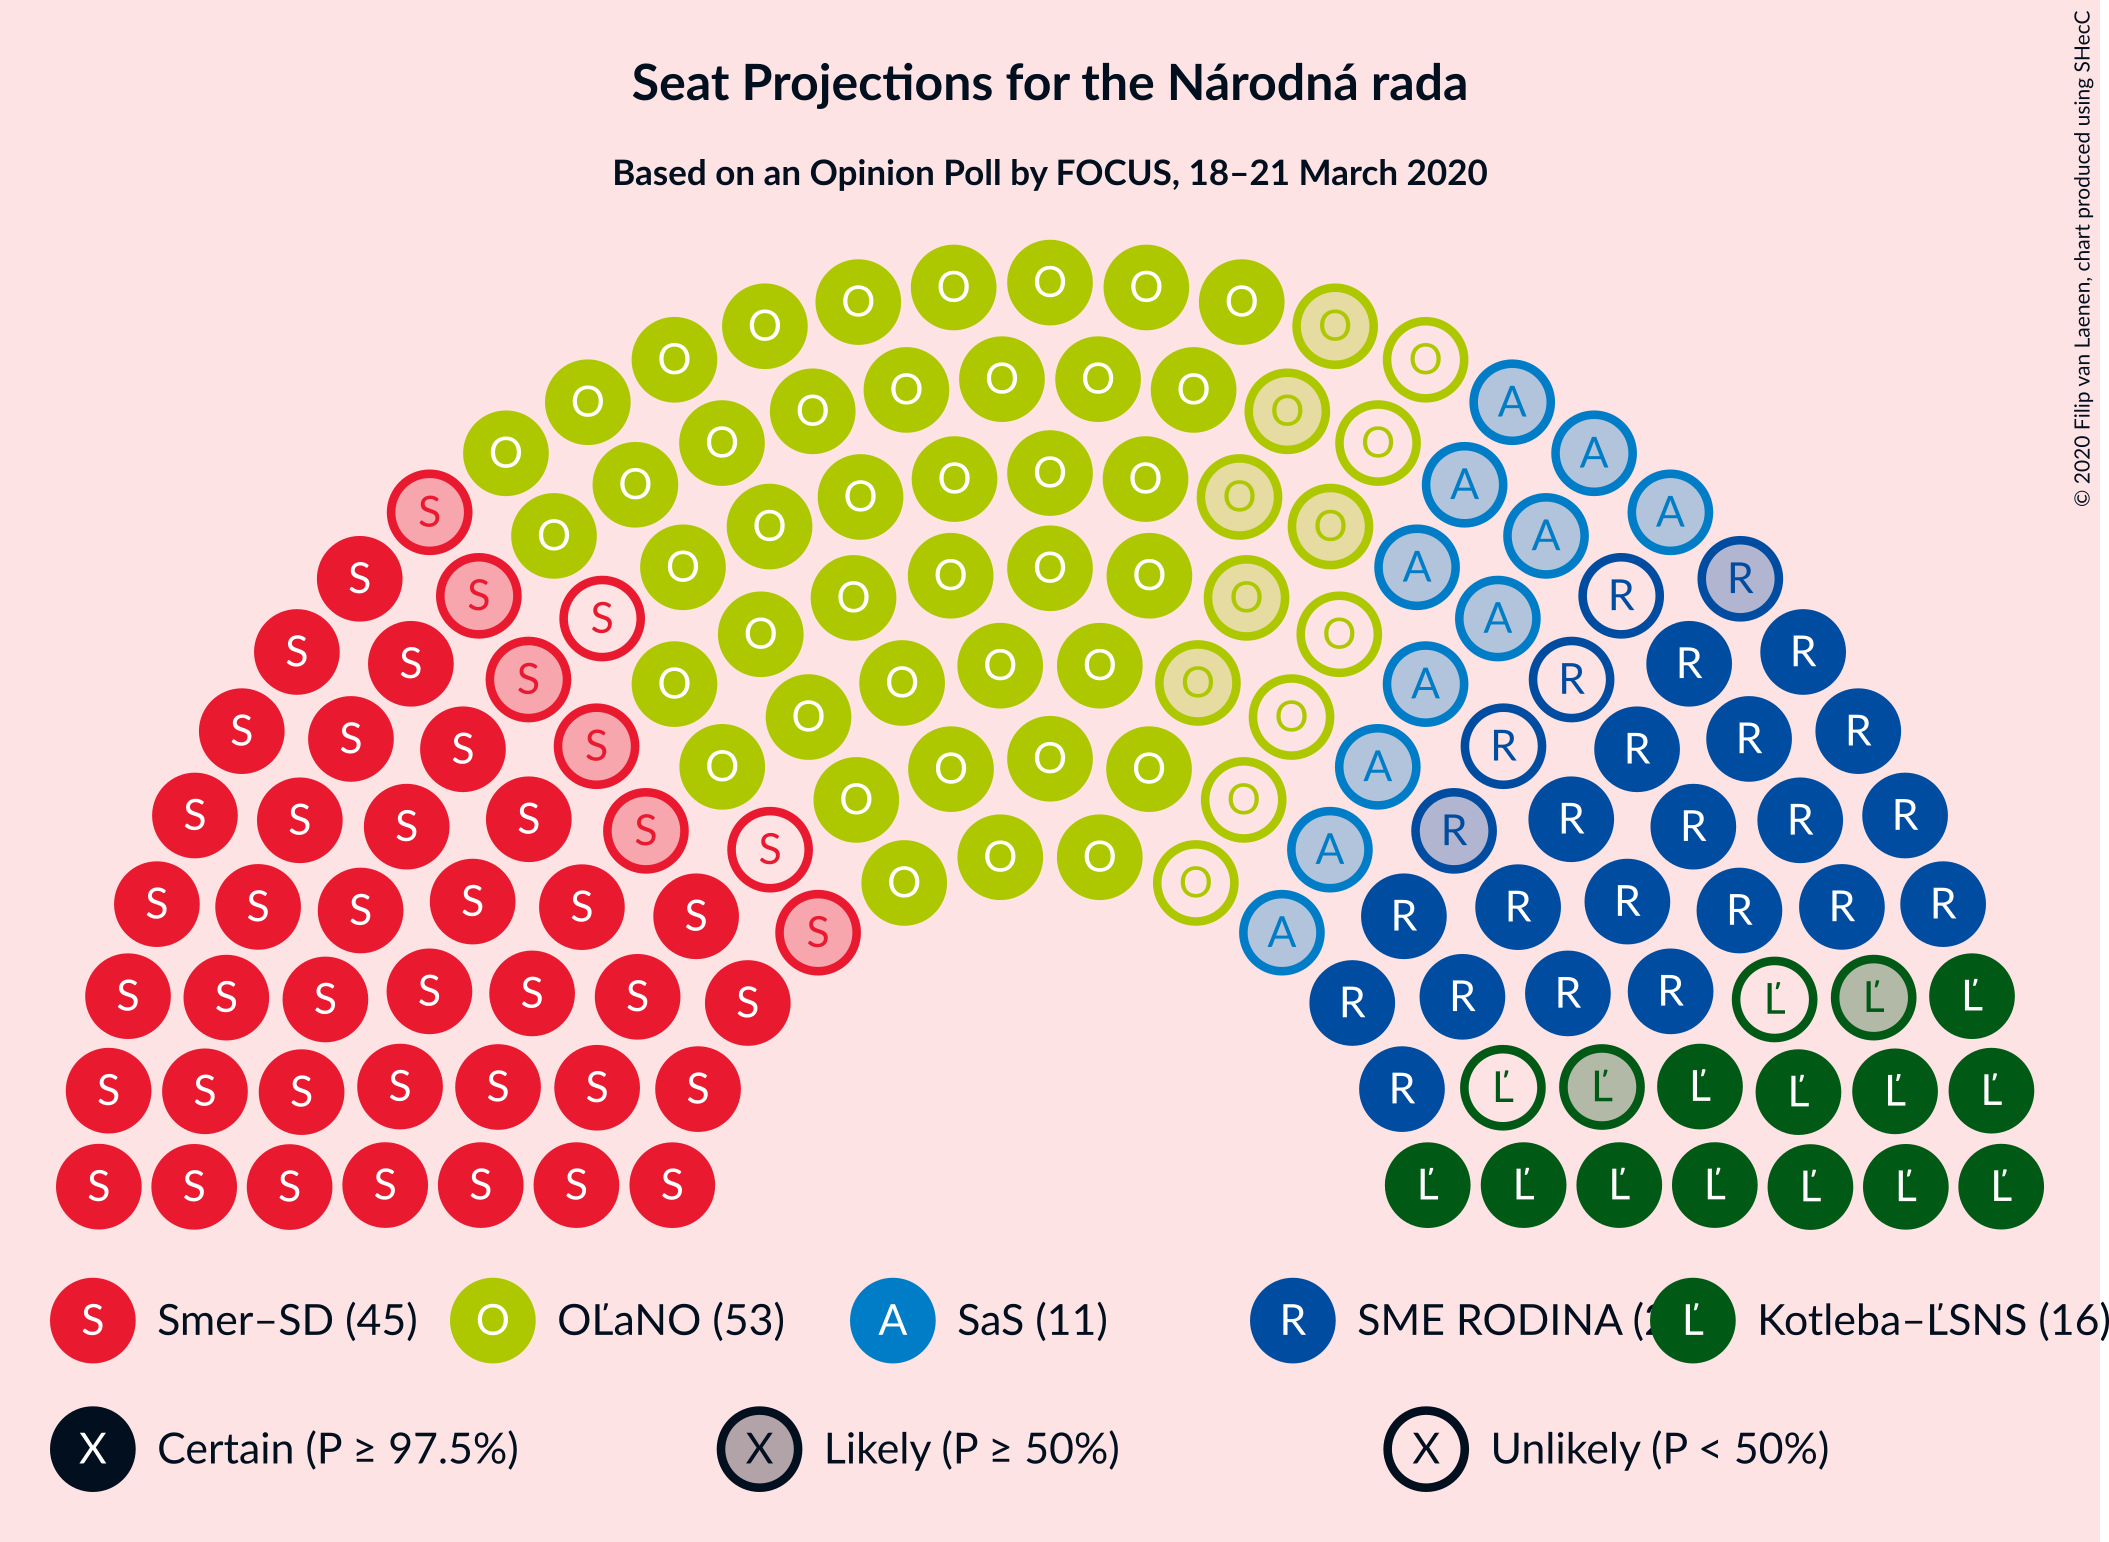 Seat Projections for the Národná rada
Based on an Opinion Poll by FOCUS, 18–21 March 2020
© 2020 Filip van Laenen, chart produced using SHecC
O O O O O
O O O O
O O O O O O
O O O A
O O O O
O O O A
O O O O A
S O O O A
O O O A
S O O O O R R
S S O O R
S S O O A R R
S S O O O A R R
S S S O R R R
S O O O O A
S S O O A R R
S S S S O O A R R R R
S S S O O R R
S S S O O R R R
S S S S A R R
S S S S S S S R R R R Ľ Ľ Ľ
S S S S S S S R Ľ Ľ Ľ Ľ Ľ Ľ
S S S S S S S Ľ Ľ Ľ Ľ Ľ Ľ Ľ
S Smer–SD (45) O OĽaNO (53) A SaS (11) R SME RODINA ( Ľ Kotleba–ĽSNS (16)
X Certain (P ≥ 97.5%) X Likely (P ≥ 50%) X Unlikely (P < 50%)